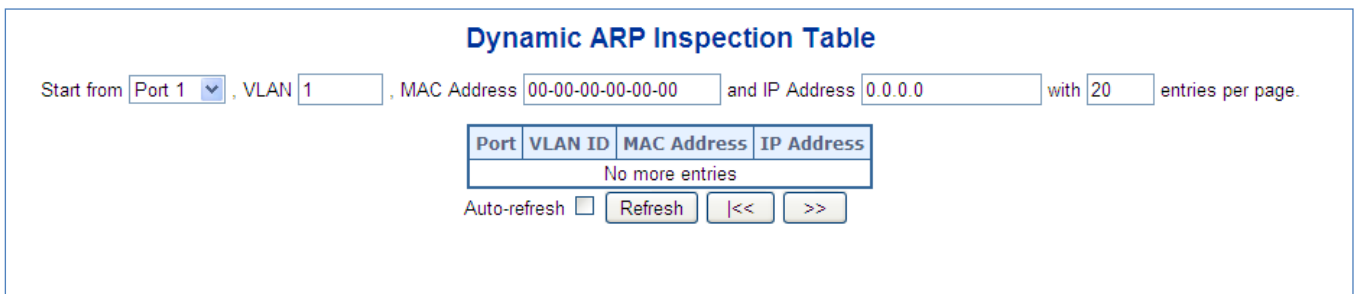 Dynamic ARP Inspection Table
Start from Port 1 , VLAN 1 , MAC Address 00-00-00-00-00-00 and IP Address 0.0.0.0 with 20 entries per page.
Port VLAN ID MAC Address IP Address
No more entries
Auto-refresh Refresh |<< >>